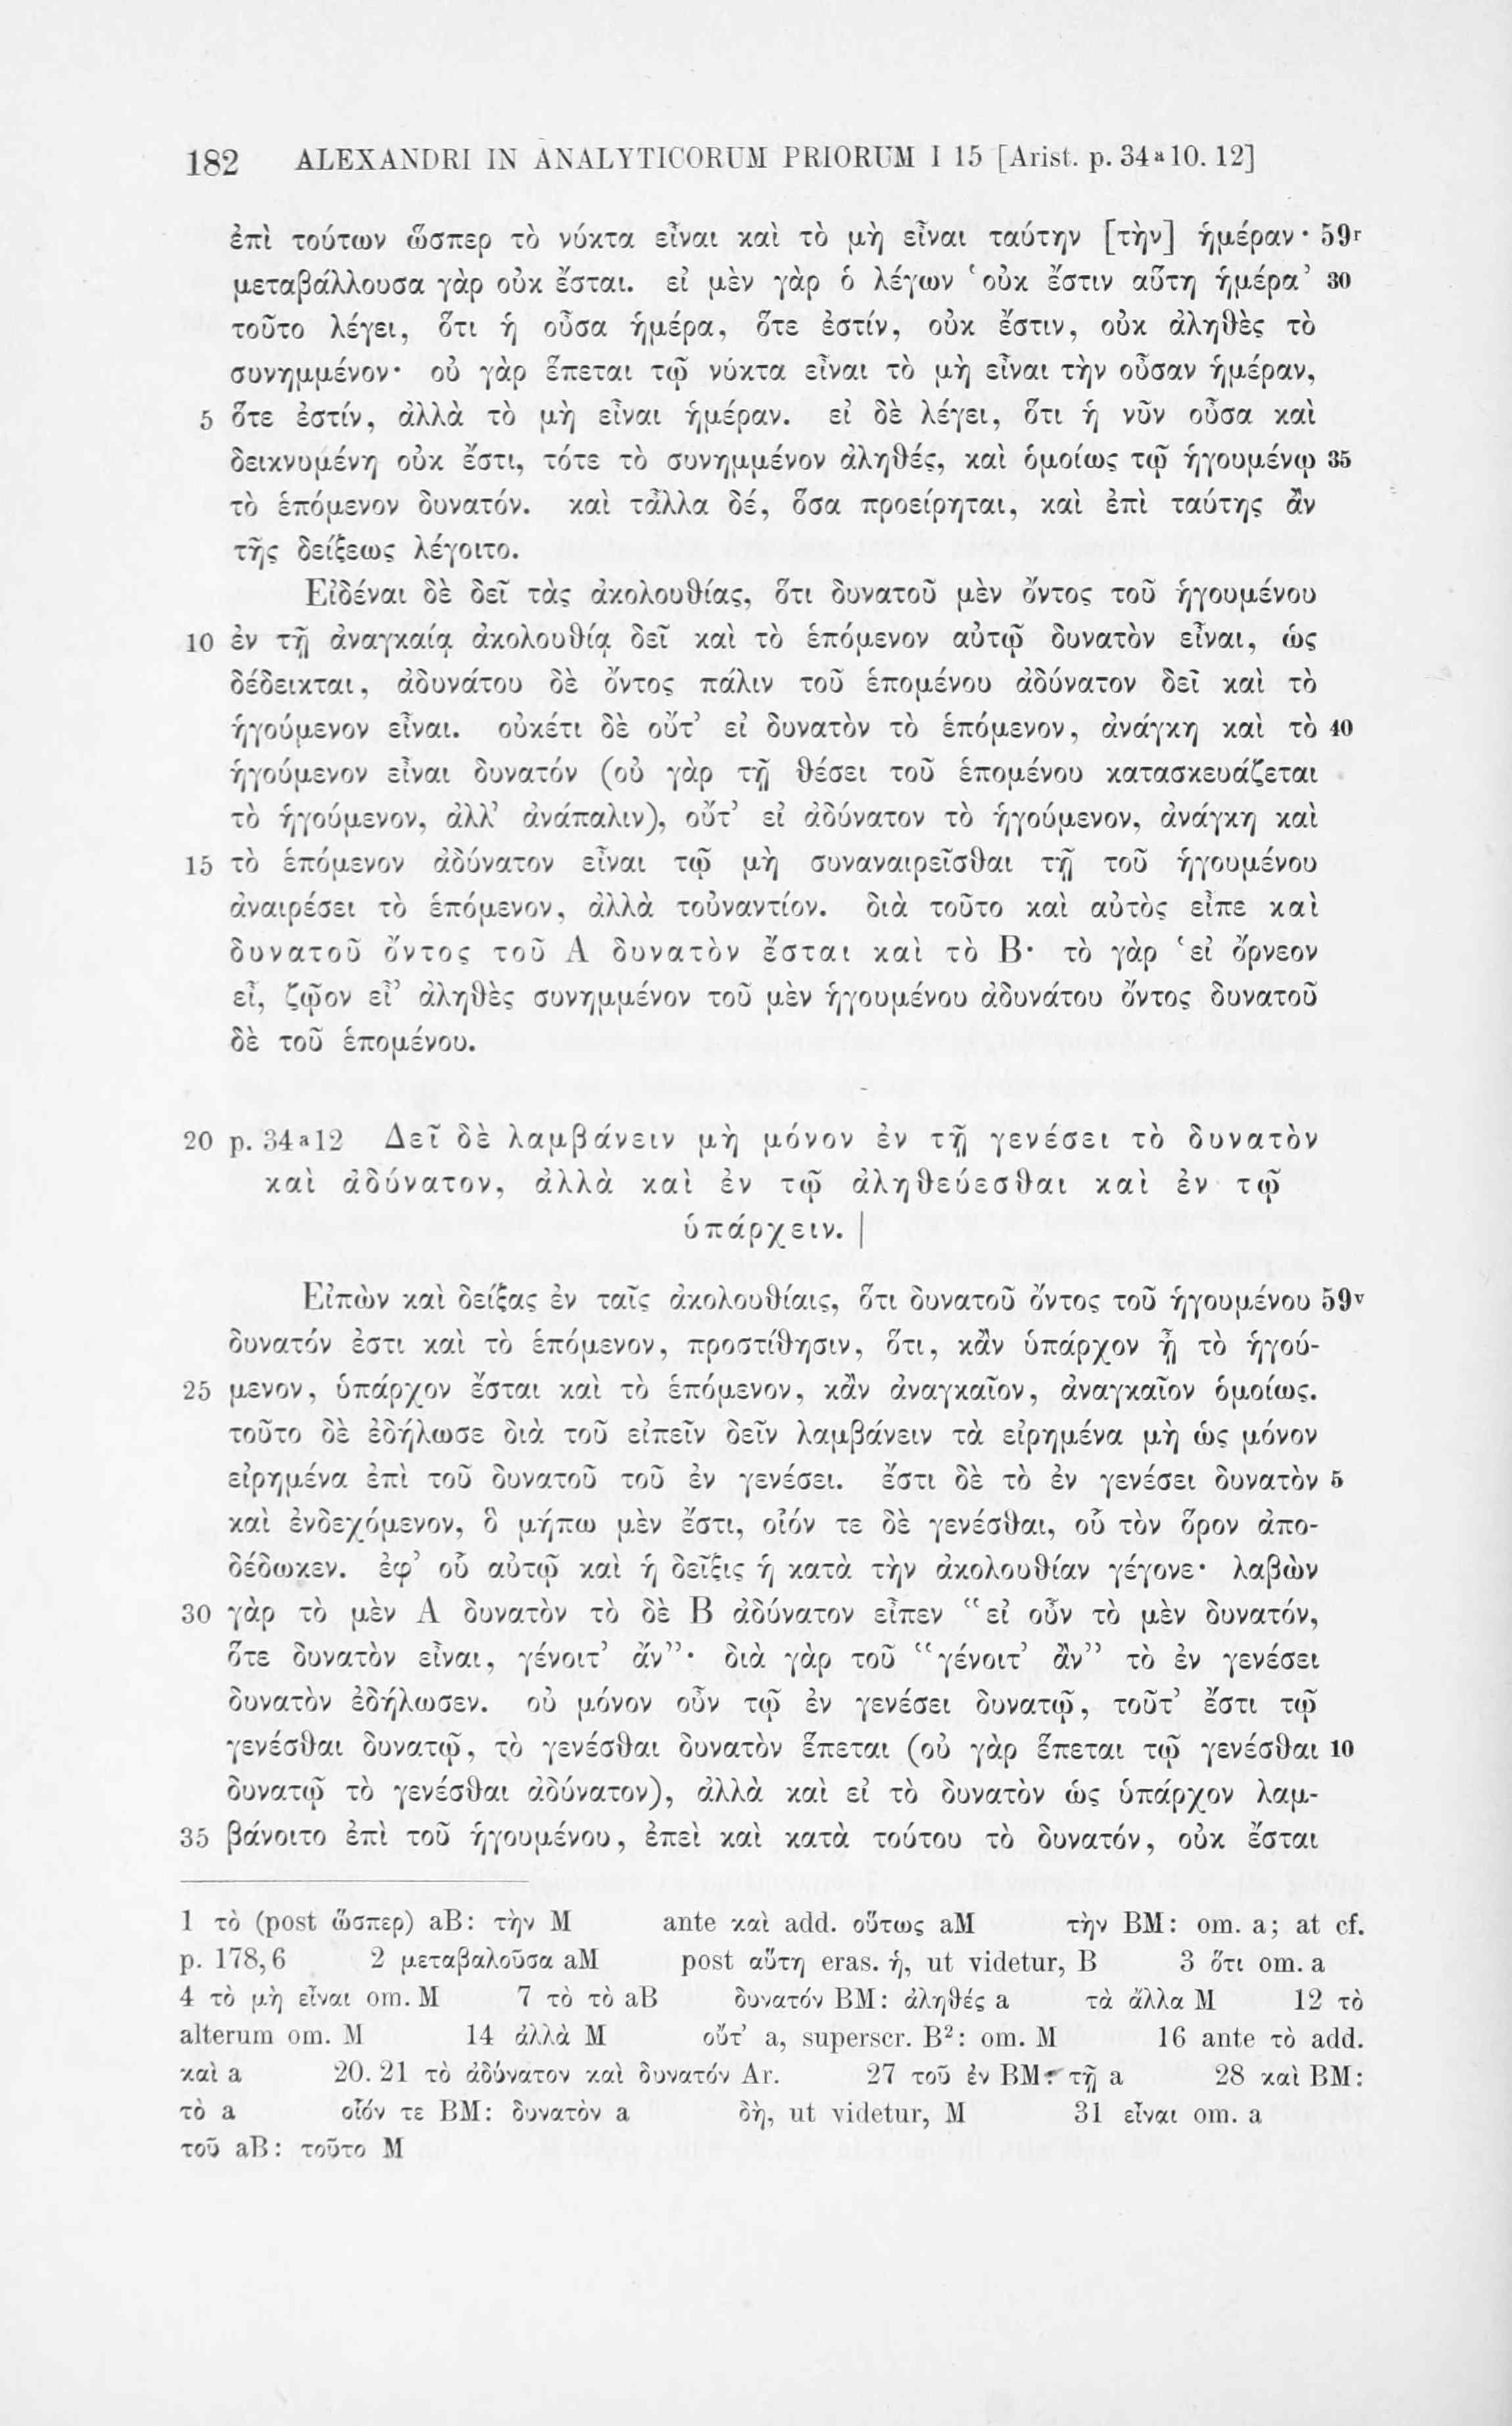 182 ALEXANDRI IN ANALYTICORUM PRIORUM I 15 [Arist. p. 34ª10. 12]
ἐπὶ τούτων ὥσπερ τὸ νύκτα εἶναι καὶ τὸ μὴ εἶναι ταύτην [τὴν] ἡμέραν· 59r
μεταβάλλουσα γὰρ οὐκ ἔσται. εἰ μὲν γὰρ ὁ λέγων ‘οὐκ ἔστιν αὕτη ἡμέρα’ 30
τοῦτο λέγει, ὅτι ἡ οὖσα ἡμέρα, ὅτε ἐστίν, οὐκ ἔστιν, οὐκ ἀληθὲς τὸ
συνημμένον· οὐ γὰρ ἕπεται τῷ νύκτα εἶναι τὸ μὴ εἶναι τὴν οὖσαν ἡμέραν,
5 ὅτε ἐστίν, ἀλλὰ τὸ μὴ εἶναι ἡμέραν. εἰ δὲ λέγει, ὅτι ἡ νῦν οὖσα καὶ
δεικνυμένη οὐκ ἔστι, τότε τὸ συνημμένον ἀληθές, καὶ ὁμοίως τῷ ἡγουμένῳ 35
τὸ ἑπόμενον δυνατόν. καὶ τἆλλα δέ, ὅσα προείρηται, καὶ ἐπὶ ταύτης ἂν
τῆς δείξεως λέγοιτο.
Εἰδέναι δὲ δεῖ τὰς ἀκολουθίας, ὅτι δυνατοῦ μὲν ὄντος τοῦ ἡγουμένου
10 ἐν τῇ ἀναγκαίᾳ ἀκολουθίᾳ δεῖ καὶ τὸ ἑπόμενον αὐτῷ δυνατὸν εἶναι, ὡς
δέδεικται, ἀδυνάτου δὲ ὄντος πάλιν τοῦ ἑπομένου ἀδύνατον δεῖ καὶ τὸ
ἡγούμενον εἶναι. οὐκέτι δὲ οὔτ’ εἰ δυνατὸν τὸ ἑπόμενον, ἀνάγκη καὶ τὸ 40
ἡγούμενον εἶναι δυνατόν (οὐ γὰρ τῇ θέσει τοῦ ἑπομένου κατασκευάζεται
τὸ ἡγούμενον, ἀλλ’ ἀνάπαλιν), οὔτ’ εἰ ἀδύνατον τὸ ἡγούμενον, ἀνάγκη καὶ
15 τὸ ἑπόμενον ἀδύνατον εἶναι τῷ μὴ συναναιρεῖσθαι τῇ τοῦ ἡγουμένου
ἀναιρέσει τὸ ἑπόμενον, ἀλλὰ τοὐναντίον. διὰ τοῦτο καὶ αὐτὸς εἶπε καὶ
δυνατοῦ ὄντος τοῦ Α δυνατὸν ἔσται καὶ τὸ Β· τὸ γὰρ ‘εἰ ὄρνεον
εἶ, ζῷον εἶ’ ἀληθὲς συνημμένον τοῦ μὲν ἡγουμένου ἀδυνάτου ὄντος δυνατοῦ
δὲ τοῦ ἑπομένου.
20 p. 34ª12 Δεῖ δὲ λαμβάνειν μὴ μόνον ἐν τῇ γενέσει τὸ δυνατὸν
καὶ ἀδύνατον, ἀλλὰ καὶ ἐν τῷ ἀληθεύεσθαι καὶ ἐν τῷ
ὑπάρχειν. |
Εἰπὼν καὶ δείξας ἐν ταῖς ἀκολουθίαις, ὅτι δυνατοῦ ὄντος τοῦ ἡγουμένου 59v
δυνατόν ἐστι καὶ τὸ ἑπόμενον, προστίθησιν, ὅτι, κἂν ὑπάρχον ᾖ τὸ ἡγού-
25 μενον, ὑπάρχον ἔσται καὶ τὸ ἑπόμενον, κἂν ἀναγκαῖον, ἀναγκαῖον ὁμοίως.
τοῦτο δὲ ἐδήλωσε διὰ τοῦ εἰπεῖν δεῖν λαμβάνειν τὰ εἰρημένα μὴ ὡς μόνον
εἰρημένα ἐπὶ τοῦ δυνατοῦ τοῦ ἐν γενέσει. ἔστι δὲ τὸ ἐν γενέσει δυνατὸν 5
καὶ ἐνδεχόμενον, ὃ μήπω μὲν ἔστι, οἷόν τε δὲ γενέσθαι, οὗ τὸν ὅρον ἀπο-
δέδωκεν. ἐφ’ οὗ αὐτῷ καὶ ἡ δεῖξις ἡ κατὰ τὴν ἀκολουθίαν γέγονε· λαβὼν
30 γὰρ τὸ μὲν Α δυνατὸν τὸ δὲ Β ἀδύνατον εἶπεν “εἰ οὖν τὸ μὲν δυνατόν,
ὅτε δυνατὸν εἶναι, γένοιτ’ ἄν”· διὰ γὰρ τοῦ “γένοιτ’ ἂν” τὸ ἐν γενέσει
δυνατὸν ἐδήλωσεν. οὐ μόνον οὖν τῷ ἐν γενέσει δυνατῷ, τοῦτ’ ἔστι τῷ
γενέσθαι δυνατῷ, τὸ γενέσθαι δυνατὸν ἕπεται (οὐ γὰρ ἕπεται τῷ γενέσθαι 10
δυνατῷ τὸ γενέσθαι ἀδύνατον), ἀλλὰ καὶ εἰ τὸ δυνατὸν ὡς ὑπάρχον λαμ-
35 βάνοιτο ἐπὶ τοῦ ἡγουμένου, ἐπεὶ καὶ κατὰ τούτου τὸ δυνατόν, οὐκ ἔσται
1 τὸ (post ὥσπερ) aB: τὴν M ante καὶ add. οὕτως aM τὴν BM: om. a; at cf.
p. 178,6 2 μεταβαλοῦσα aM post αὕτη eras. ἡ, ut videtur, B 3 ὅτι om. a
4 τὸ μὴ εἶναι om. M 7 τὸ τὸ aB δυνατόν BM: ἀληθές a τὰ ἄλλα M 12 τὸ
alterum om. M 14 ἀλλὰ M οὔτ’ a, superscr. B²: om. M 16 ante τὸ add.
καὶ a 20. 21 τὸ ἀδύνατον καὶ δυνατόν Ar. 27 τοῦ ἐν BM: τῇ a 28 καὶ BM:
τὸ a οἷόν τε BM: δυνατὸν a δὴ, ut videtur, M 31 εἶναι om. a
τοῦ aB: τοῦτο M